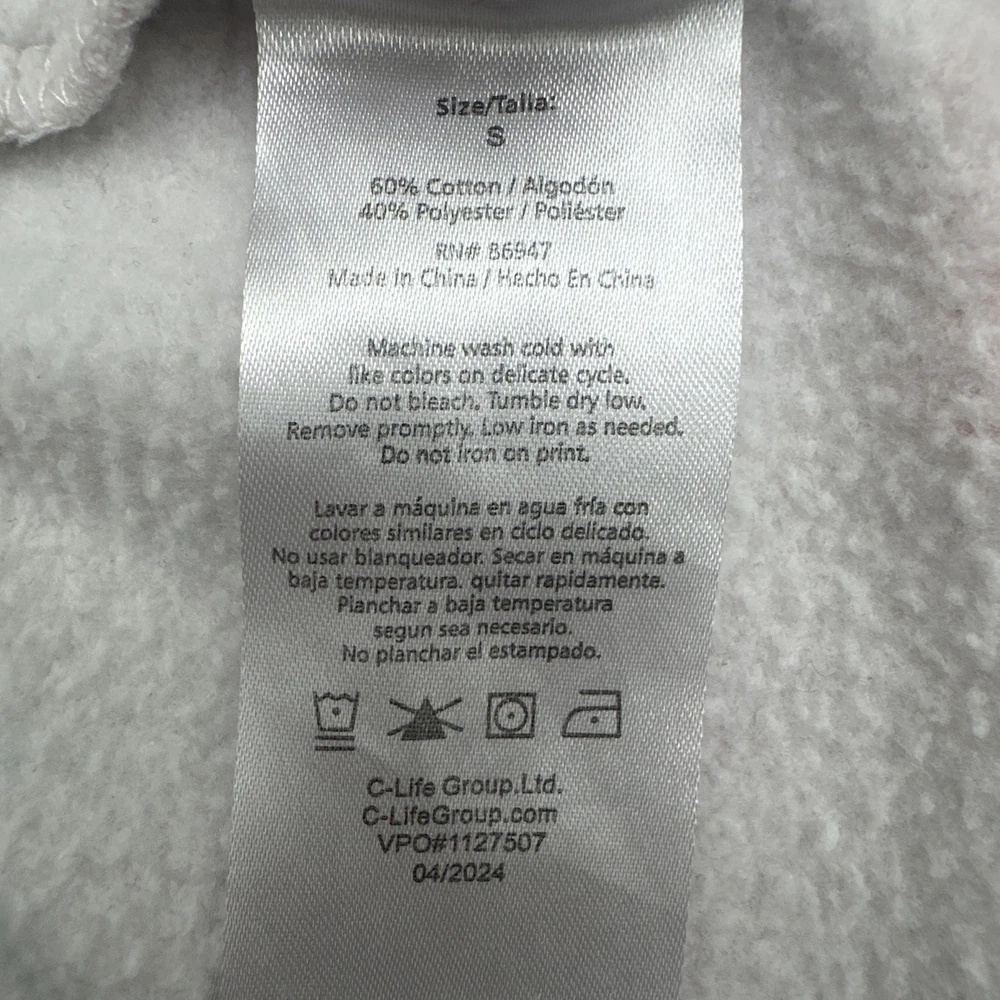 Size/Talla:
S
60% Cotton / Algodón
40% Polyester / Poliéster
RN# 86947
Made In China / Hecho En China
Machine wash cold with
like colors on delicate cycle.
Do not bleach. Tumble dry low.
Remove promptly. Low iron as needed.
Do not iron on print.
Lavar a máquina en agua fría con
colores similares en ciclo delicado.
No usar blanqueador. Secar en máquina a
baja temperatura. quitar rapidamente.
Planchar a baja temperatura
segun sea necesario.
No planchar el estampado.
C-Life Group.Ltd.
C-LifeGroup.com
VPO#1127507
04/2024